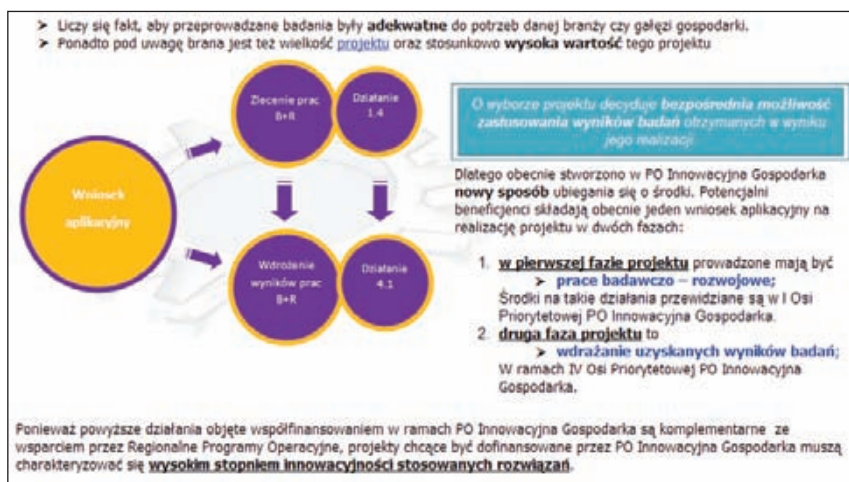 ➢ Liczy się fakt, aby przeprowadzane badania były adekwatne do potrzeb danej branży czy gałęzi gospodarki.
➢ Ponadto pod uwagę brana jest też wielkość projektu oraz stosunkowo wysoka wartość tego projektu
Wniosek
aplikacyjny
Zlecenie prac
B+R
Działanie
1.4
Wdrożenie
wyników prac
B+R
Działanie
4.1
O wyborze projektu decyduje bezpośrednia możliwość
zastosowania wyników badań otrzymanych w wyniku
jego realizacji.
Dlatego obecnie stworzono w PO Innowacyjna Gospodarka
nowy sposób ubiegania się o środki. Potencjalni
beneficjenci składają obecnie jeden wniosek aplikacyjny na
realizację projektu w dwóch fazach:
1. w pierwszej fazie projektu prowadzone mają być
➢ prace badawczo – rozwojowe;
Środki na takie działania przewidziane są w I Osi
Priorytetowej PO Innowacyjna Gospodarka.
2. druga faza projektu to
➢ wdrażanie uzyskanych wyników badań;
W ramach IV Osi Priorytetowej PO Innowacyjna
Gospodarka.
Ponieważ powyższe działania objęte współfinansowaniem w ramach PO Innowacyjna Gospodarka są komplementarne ze
wsparciem przez Regionalne Programy Operacyjne, projekty chcące być dofinansowane przez PO Innowacyjna Gospodarka muszą
charakteryzować się wysokim stopniem innowacyjności stosowanych rozwiązań.